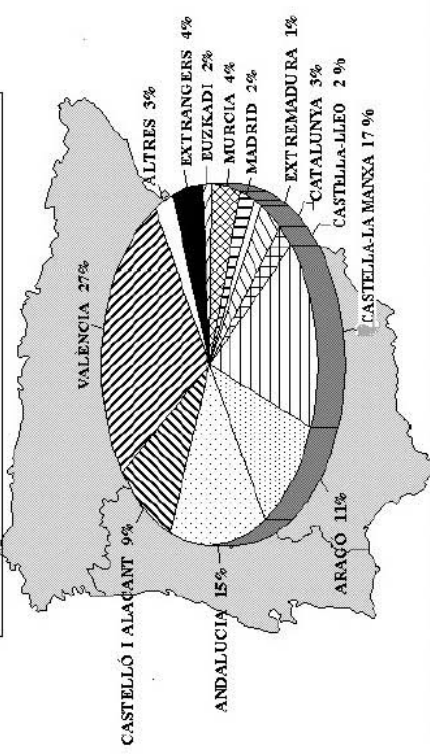 ALTRES 3%
EXTRANGERS 4%
EUZKADI 2%
MURCIA 4%
MADRID 2%
EXTREMADURA 1%
CATALUNYA 3%
CASTELLA-LLEO 2 %
CASTELLA-LA MANXA 17 %
ARAGO 11%
ANDALUCIA 15%
CASTELLÓ I ALACANT 9%
VALENCIA 27%